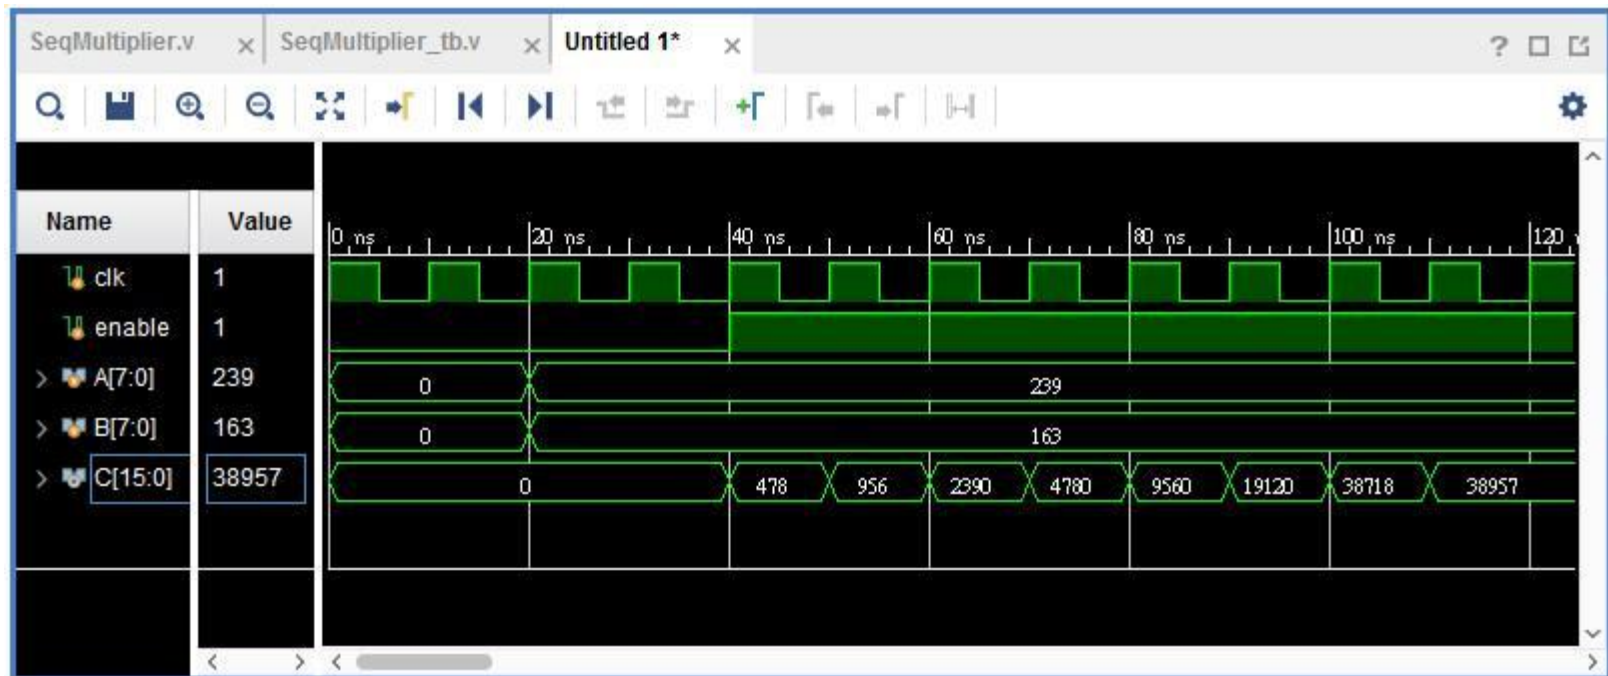 SeqMultiplier.v × SeqMultiplier_tb.v × Untitled 1* ×
Name Value
0 ns 20 ns 40 ns 60 ns 80 ns 100 ns 120
clk 1
enable 1
A[7:0] 239 0 239
B[7:0] 163 0 163
C[15:0] 38957 0 478 956 2390 4780 9560 19120 38718 38957